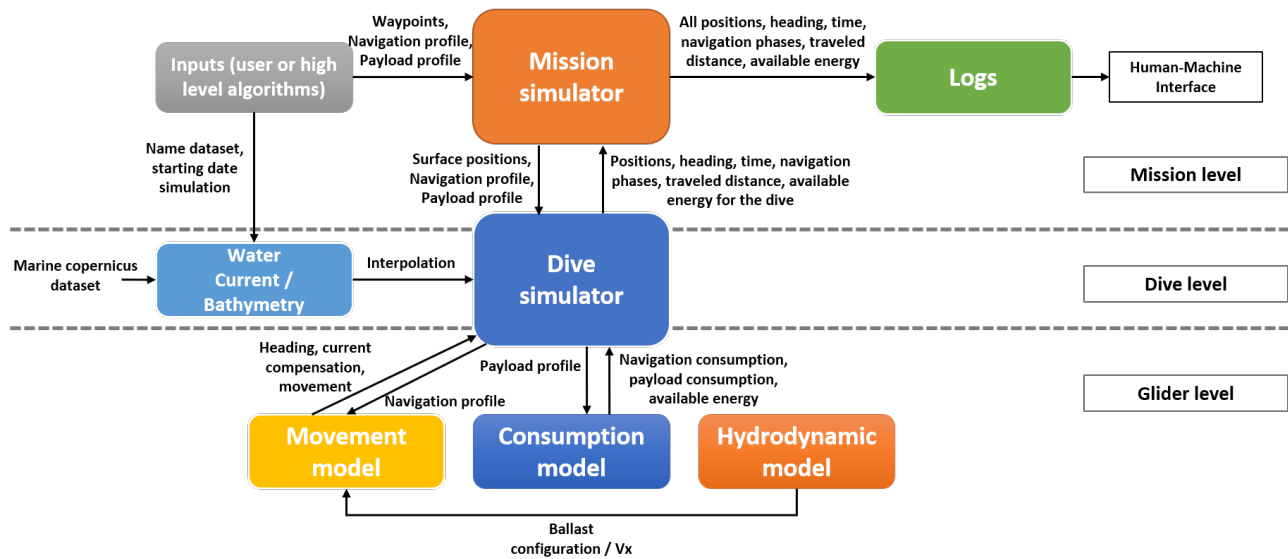 Waypoints,
Navigation profile,
Payload profile
All positions, heading, time,
navigation phases, traveled
distance, available energy
Inputs (user or high
level algorithms)
Mission
simulator
Logs
Human-Machine
Interface
Name dataset,
starting date
simulation
Surface positions,
Navigation profile,
Payload profile
Positions, heading, time, navigation
phases, traveled distance, available
energy for the dive
Mission level
Marine copernicus
dataset
Water
Current /
Bathymetry
Interpolation
Dive
simulator
Dive level
Heading, current
compensation,
movement
Navigation profile
Payload profile
Navigation consumption,
payload consumption,
available energy
Glider level
Movement
model
Consumption
model
Hydrodynamic
model
Ballast
configuration / Vx